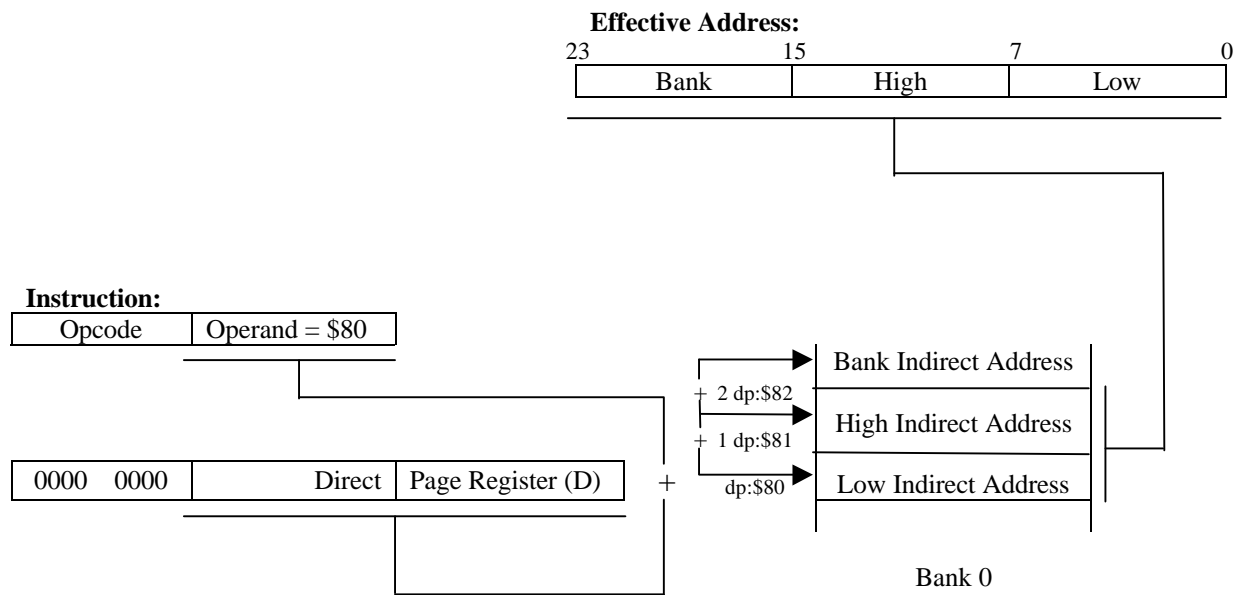 Effective Address:
23 15 7 0
Bank High Low
Instruction:
Opcode Operand = $80
Bank Indirect Address
+ 2 dp:$82
High Indirect Address
+ 1 dp:$81
0000 0000 Direct Page Register (D)
+
dp:$80
Low Indirect Address
Bank 0